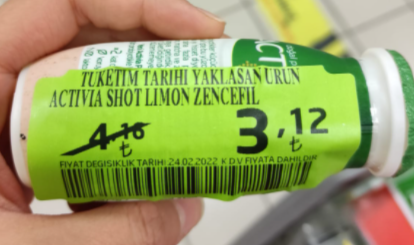 TUKETIM TARIHI YAKLASAN URUN
ACTIVIA SHOT LIMON ZENCEFIL
4,16 ₺
3,12 ₺
FIYAT DEGISIKLIK TARIHI 24.02.2022 K.D.V FIYATA DAHILDIR